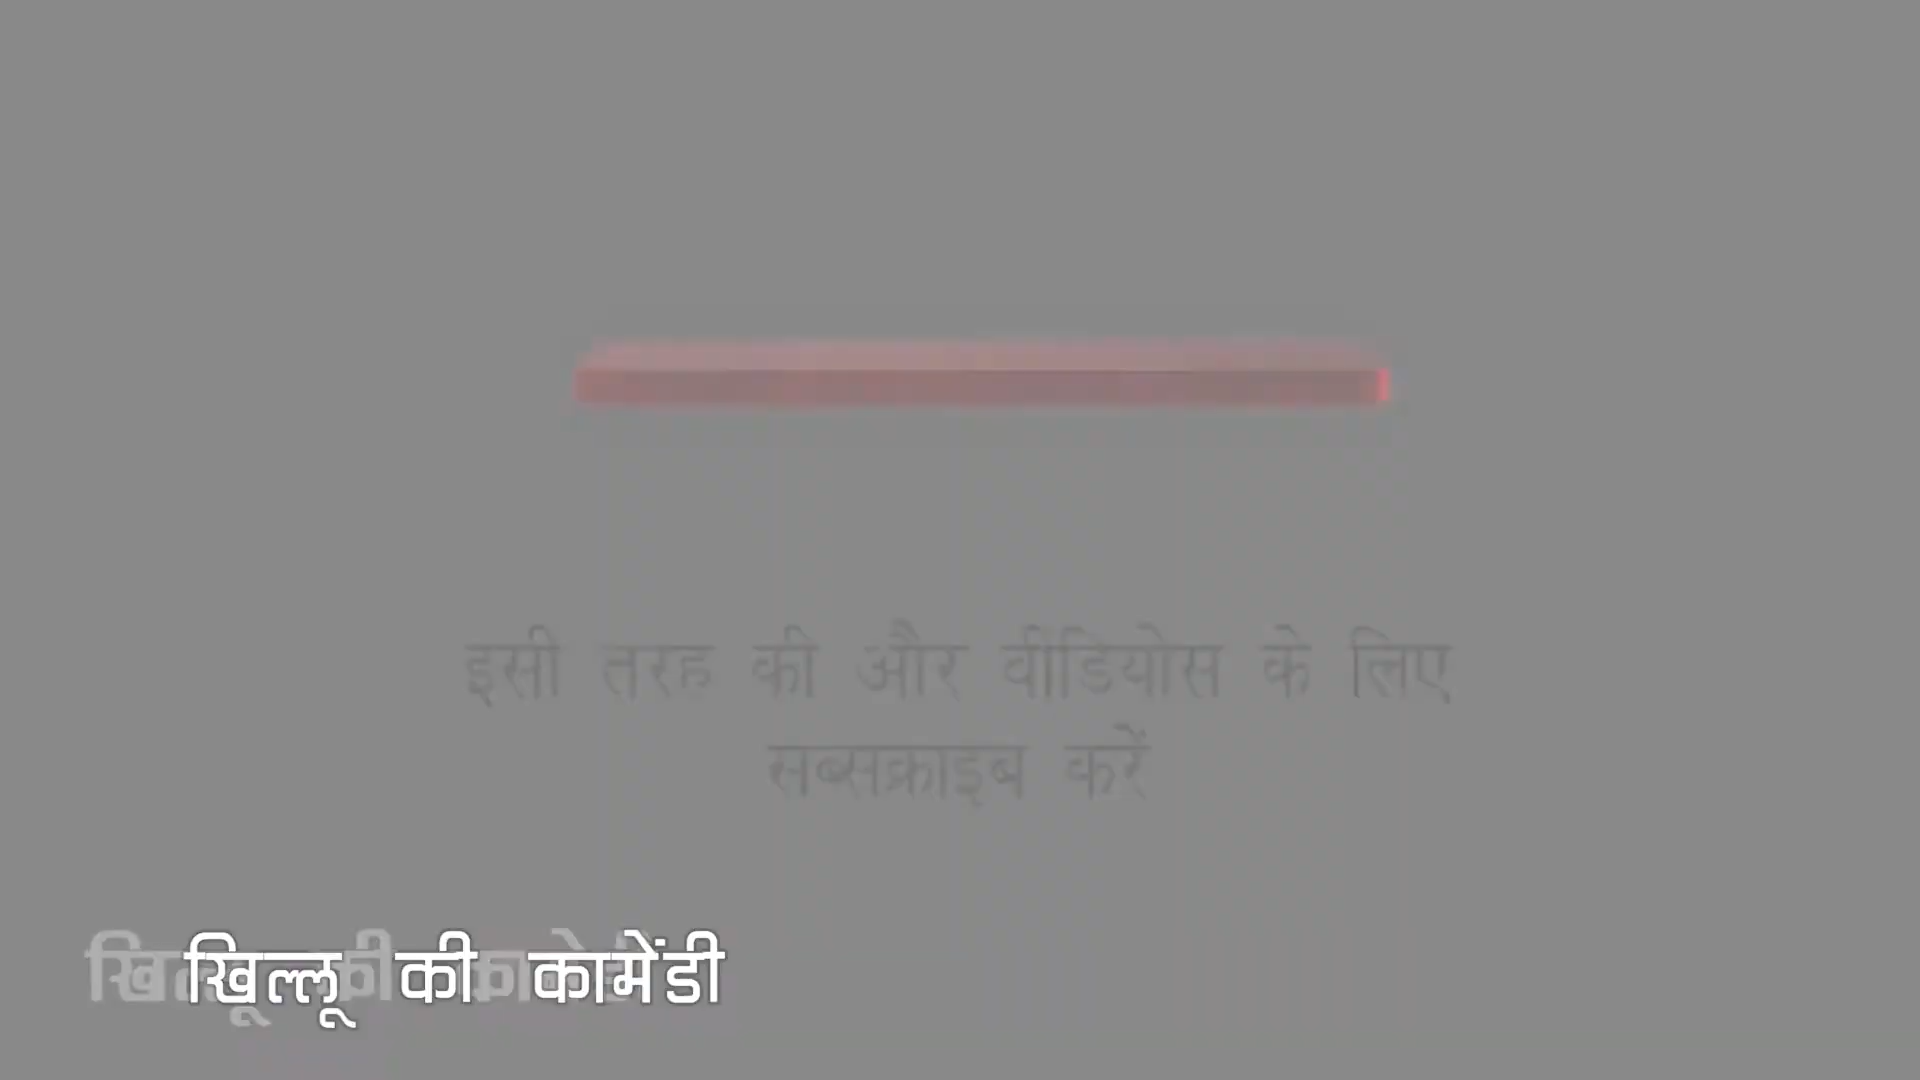 इसी तरह की और वीडियोस के लिए
सब्सक्राइब करें
खिल्लू की कामेंडी